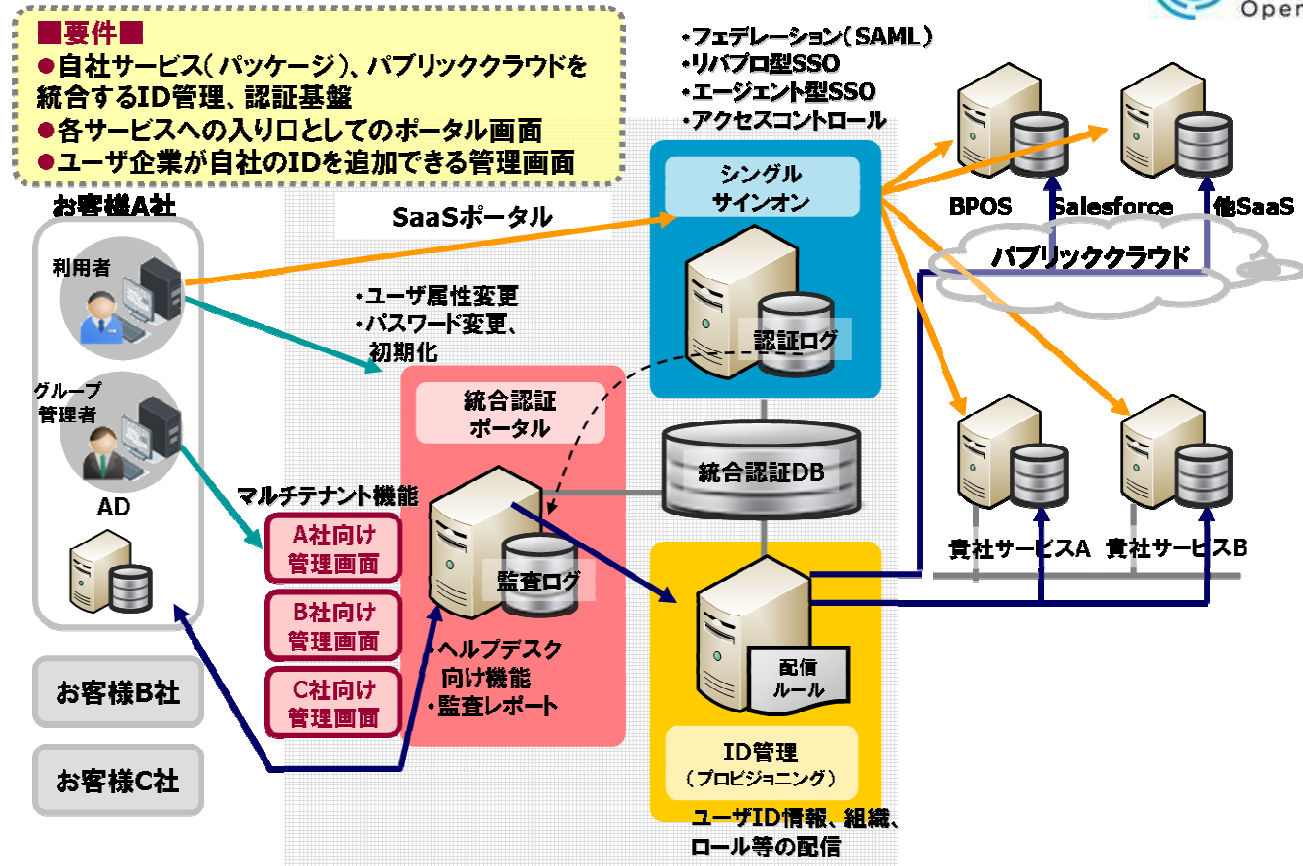 Oper
■要件■
●自社サービス(パッケージ)、パブリッククラウドを
統合するID管理、認証基盤
●各サービスへの入り口としてのポータル画面
●ユーザ企業が自社のIDを追加できる管理画面
・フェデレーション(SAML)
・リバプロ型SSO
・エージェント型SSO
・アクセスコントロール
お客様A社
利用者
グループ
管理者
AD
お客様B社
お客様C社
SaaSポータル
・ユーザ属性変更
・パスワード変更、
初期化
マルチテナント機能
A社向け
管理画面
B社向け
管理画面
C社向け
管理画面
統合認証
ポータル
監査ログ
・ヘルプデスク
向け機能
・監査レポート
シングル
サインオン
認証ログ
統合認証DB
配信
ルール
ID管理
(プロビジョニング)
ユーザID情報、組織、
ロール等の配信
BPOS
Salesforce
他SaaS
パブリッククラウド
貴社サービスA
貴社サービスB